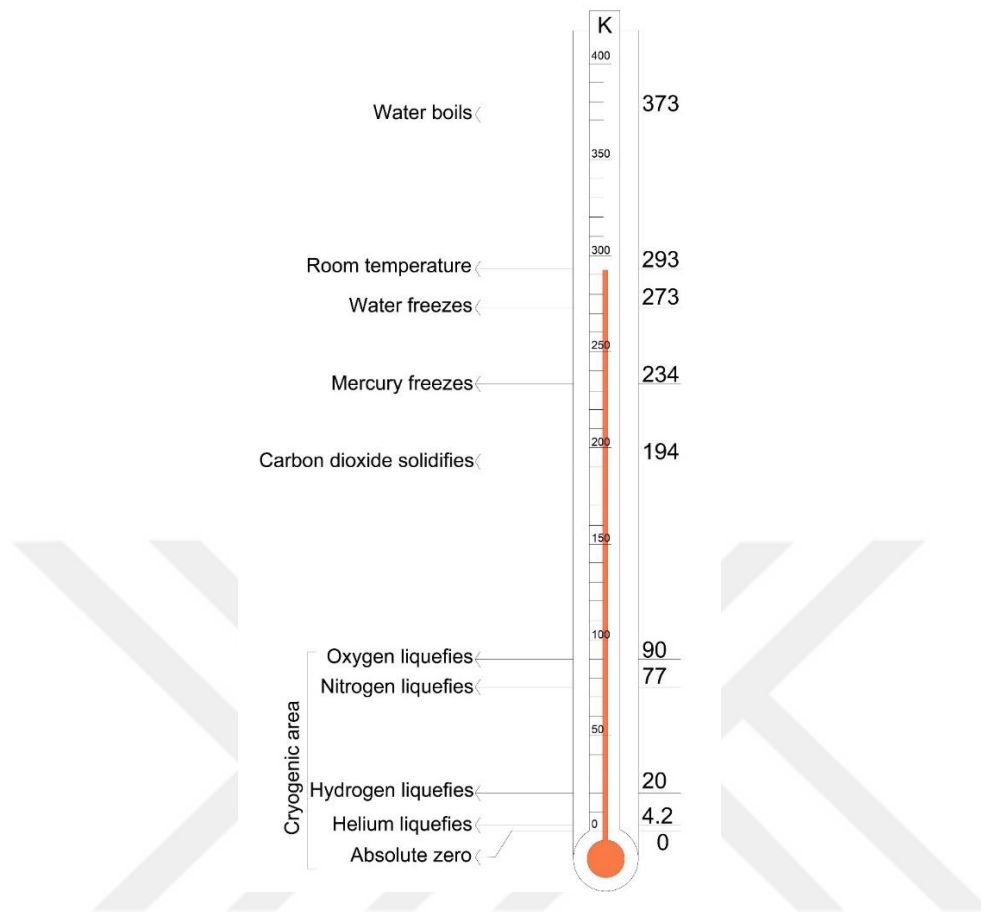 K
400
Water boils 373
350
300
Room temperature 293
Water freezes 273
250
Mercury freezes 234
200
Carbon dioxide solidifies 194
150
100
Cryogenic area
Oxygen liquefies 90
Nitrogen liquefies 77
50
Hydrogen liquefies 20
Helium liquefies 0 4.2
Absolute zero 0